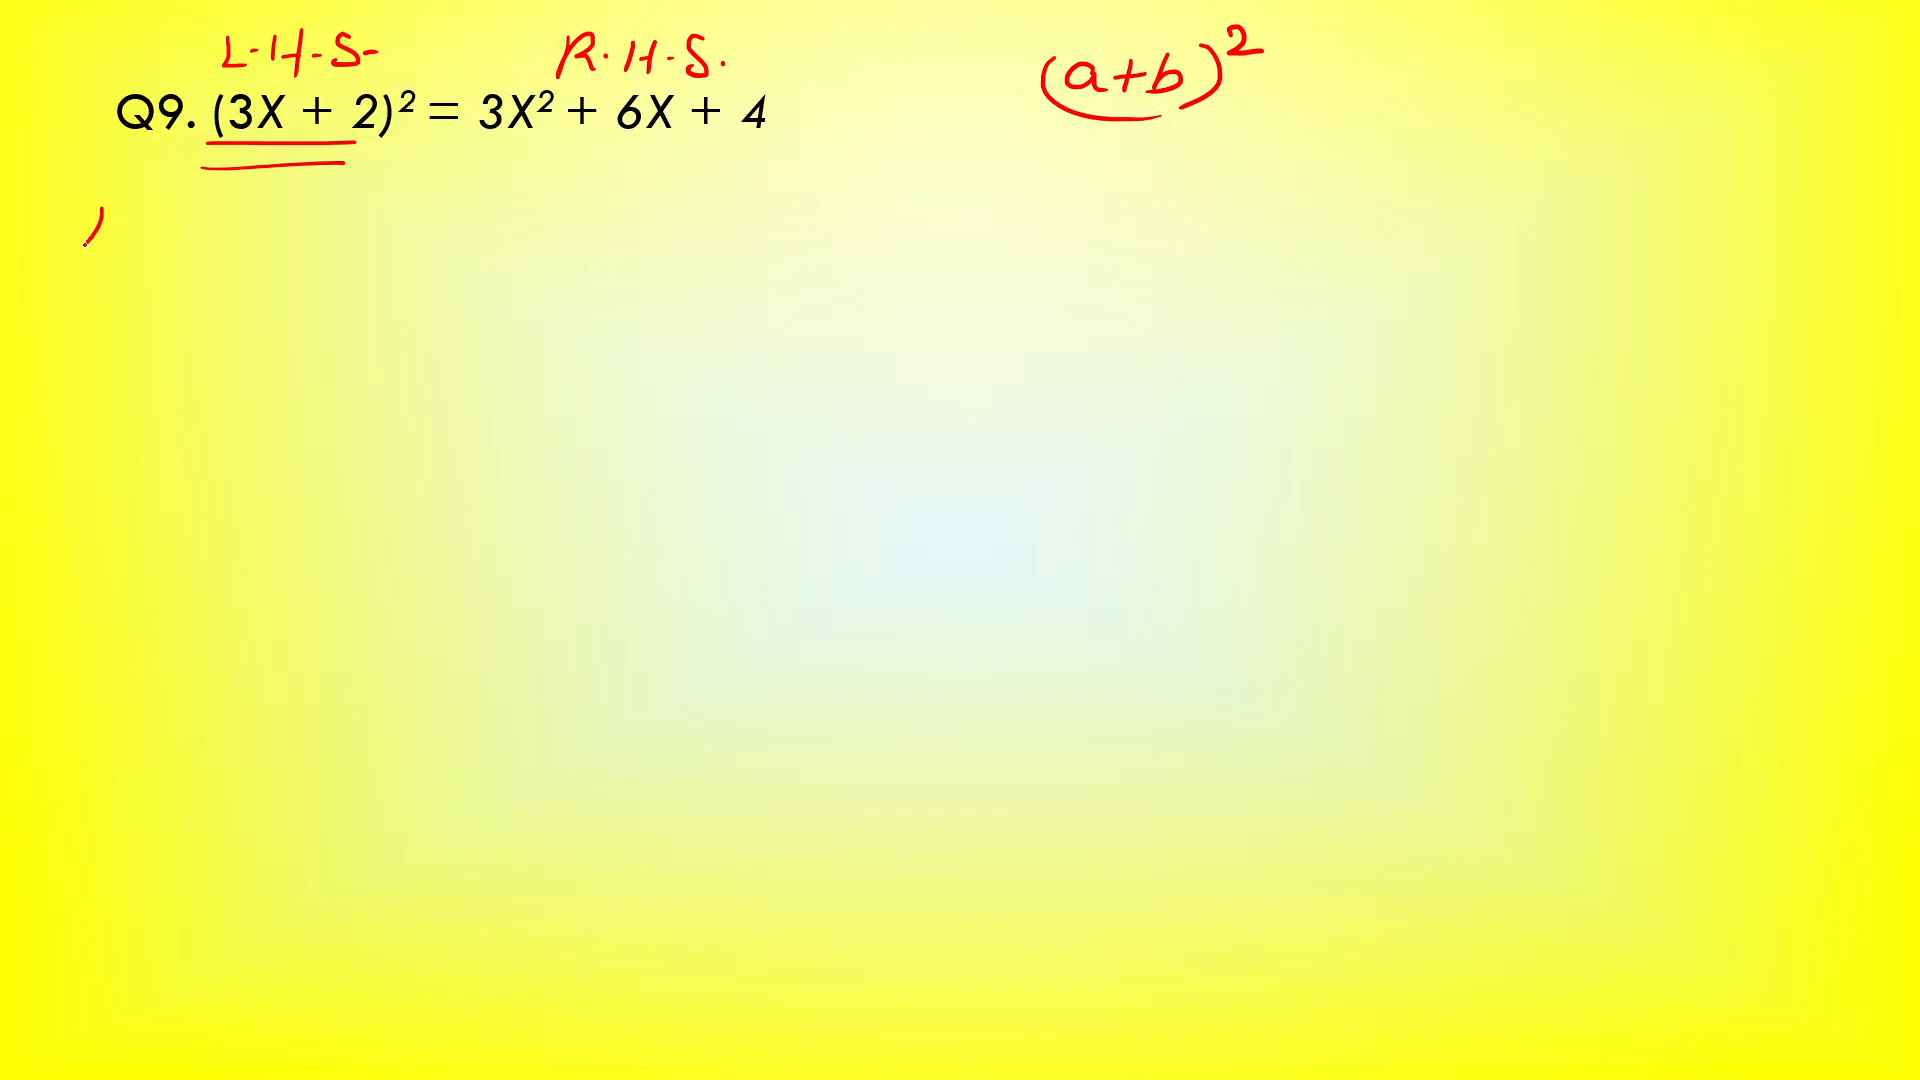 L.H.S. R.H.S. (a+b)²
Q9. (3X + 2)² = 3X² + 6X + 4